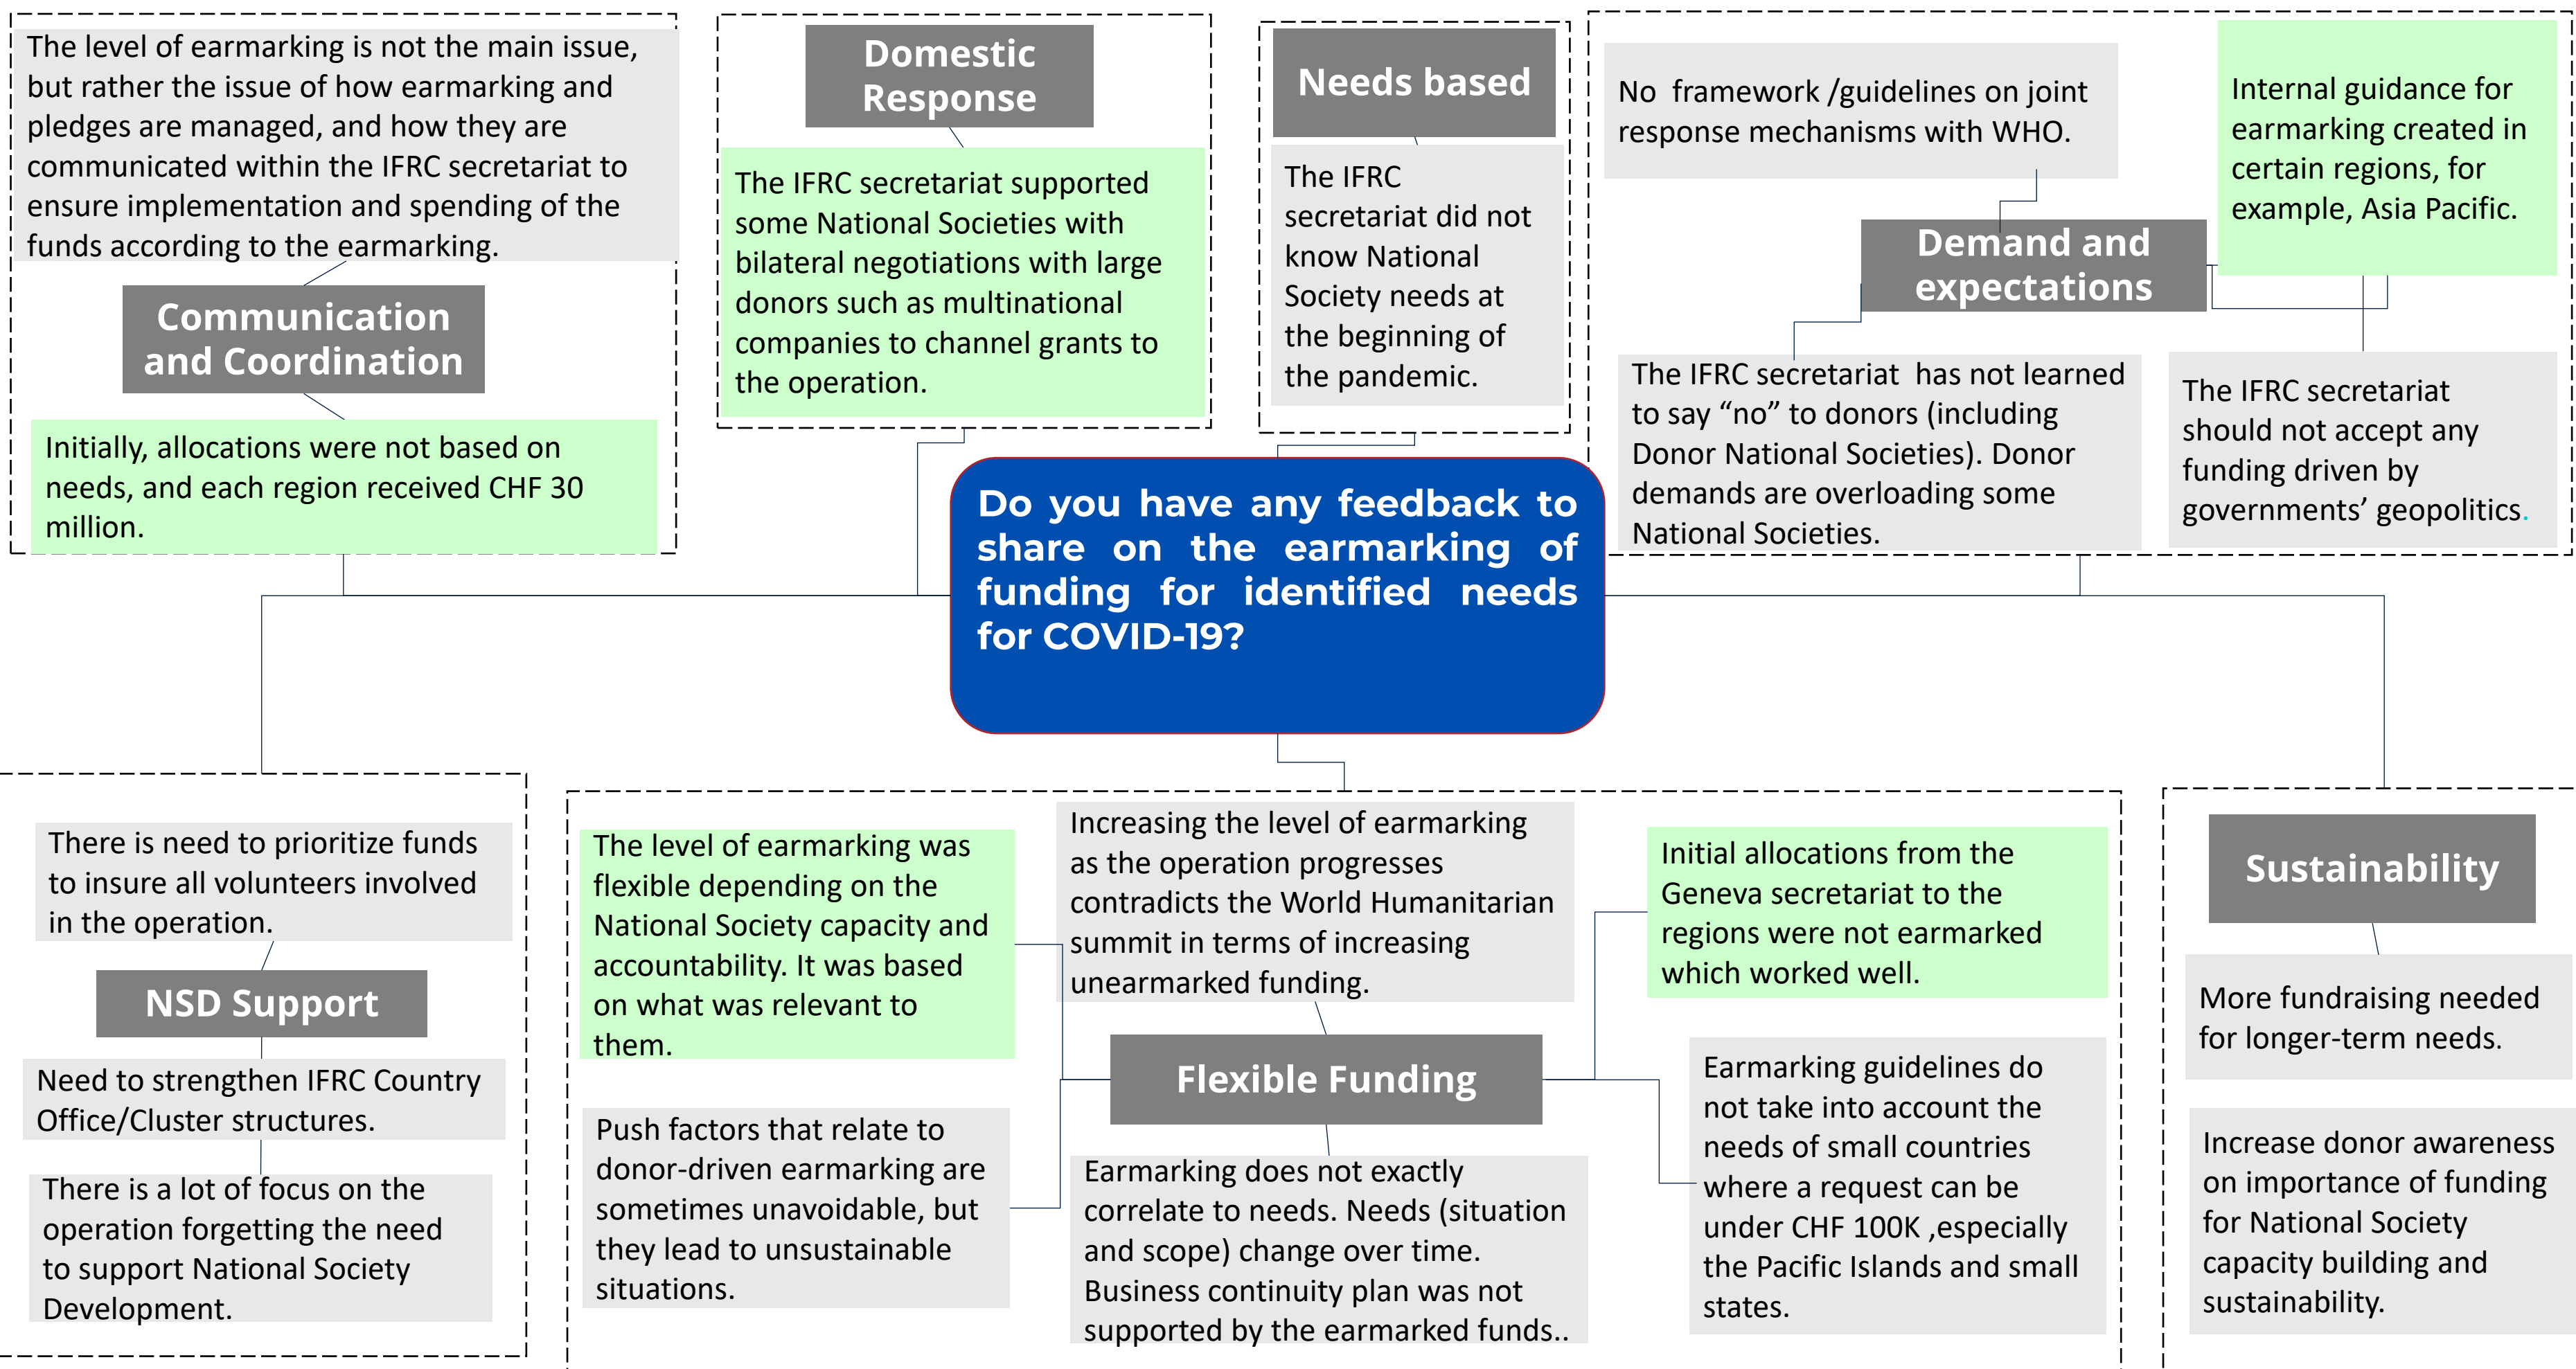 The level of earmarking is not the main issue,
but rather the issue of how earmarking and
pledges are managed, and how they are
communicated within the IFRC secretariat to
ensure implementation and spending of the
funds according to the earmarking.
Communication
and Coordination
Initially, allocations were not based on
needs, and each region received CHF 30
million.
Domestic
Response
The IFRC secretariat supported
some National Societies with
bilateral negotiations with large
donors such as multinational
companies to channel grants to
the operation.
Needs based
The IFRC
secretariat did not
know National
Society needs at
the beginning of
the pandemic.
No framework /guidelines on joint
response mechanisms with WHO.
Internal guidance for
earmarking created in
certain regions, for
example, Asia Pacific.
Demand and
expectations
The IFRC secretariat has not learned
to say “no” to donors (including
Donor National Societies). Donor
demands are overloading some
National Societies.
The IFRC secretariat
should not accept any
funding driven by
governments’ geopolitics.
Do you have any feedback to
share on the earmarking of
funding for identified needs
for COVID-19?
There is need to prioritize funds
to insure all volunteers involved
in the operation.
NSD Support
Need to strengthen IFRC Country
Office/Cluster structures.
There is a lot of focus on the
operation forgetting the need
to support National Society
Development.
The level of earmarking was
flexible depending on the
National Society capacity and
accountability. It was based
on what was relevant to
them.
Increasing the level of earmarking
as the operation progresses
contradicts the World Humanitarian
summit in terms of increasing
unearmarked funding.
Initial allocations from the
Geneva secretariat to the
regions were not earmarked
which worked well.
Flexible Funding
Push factors that relate to
donor-driven earmarking are
sometimes unavoidable, but
they lead to unsustainable
situations.
Earmarking does not exactly
correlate to needs. Needs (situation
and scope) change over time.
Business continuity plan was not
supported by the earmarked funds..
Earmarking guidelines do
not take into account the
needs of small countries
where a request can be
under CHF 100K ,especially
the Pacific Islands and small
states.
Sustainability
More fundraising needed
for longer-term needs.
Increase donor awareness
on importance of funding
for National Society
capacity building and
sustainability.